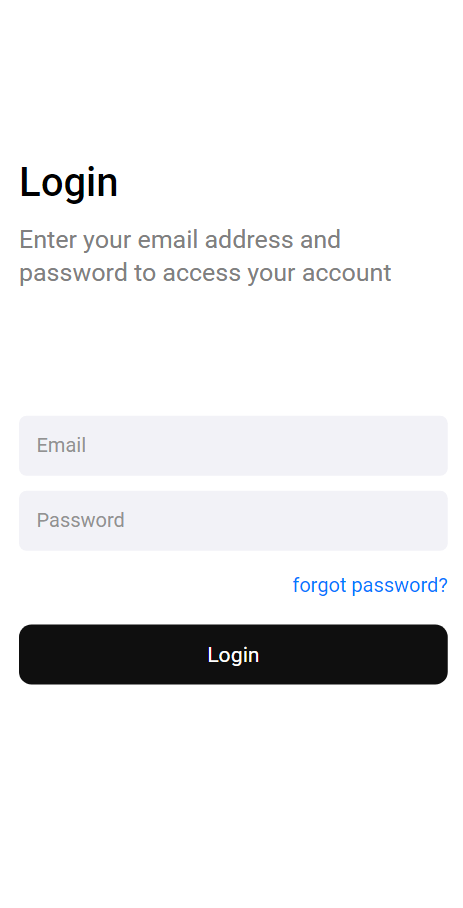 Login
Enter your email address and
password to access your account
Email
Password
forgot password?
Login